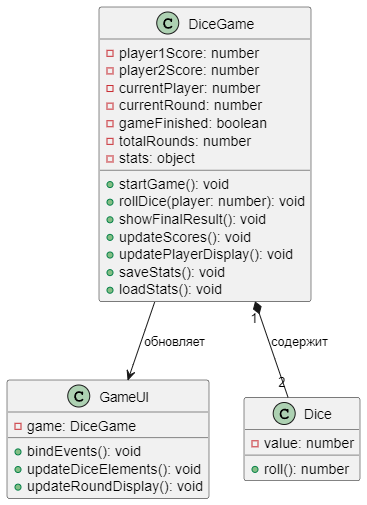 C DiceGame
player1Score: number
player2Score: number
currentPlayer: number
currentRound: number
gameFinished: boolean
totalRounds: number
stats: object
startGame(): void
rollDice(player: number): void
showFinalResult(): void
updateScores(): void
updatePlayerDisplay(): void
saveStats(): void
loadStats(): void
1
обновляет
содержит
2
C GameUI
game: DiceGame
bindEvents(): void
updateDiceElements(): void
updateRoundDisplay(): void
C Dice
value: number
roll(): number